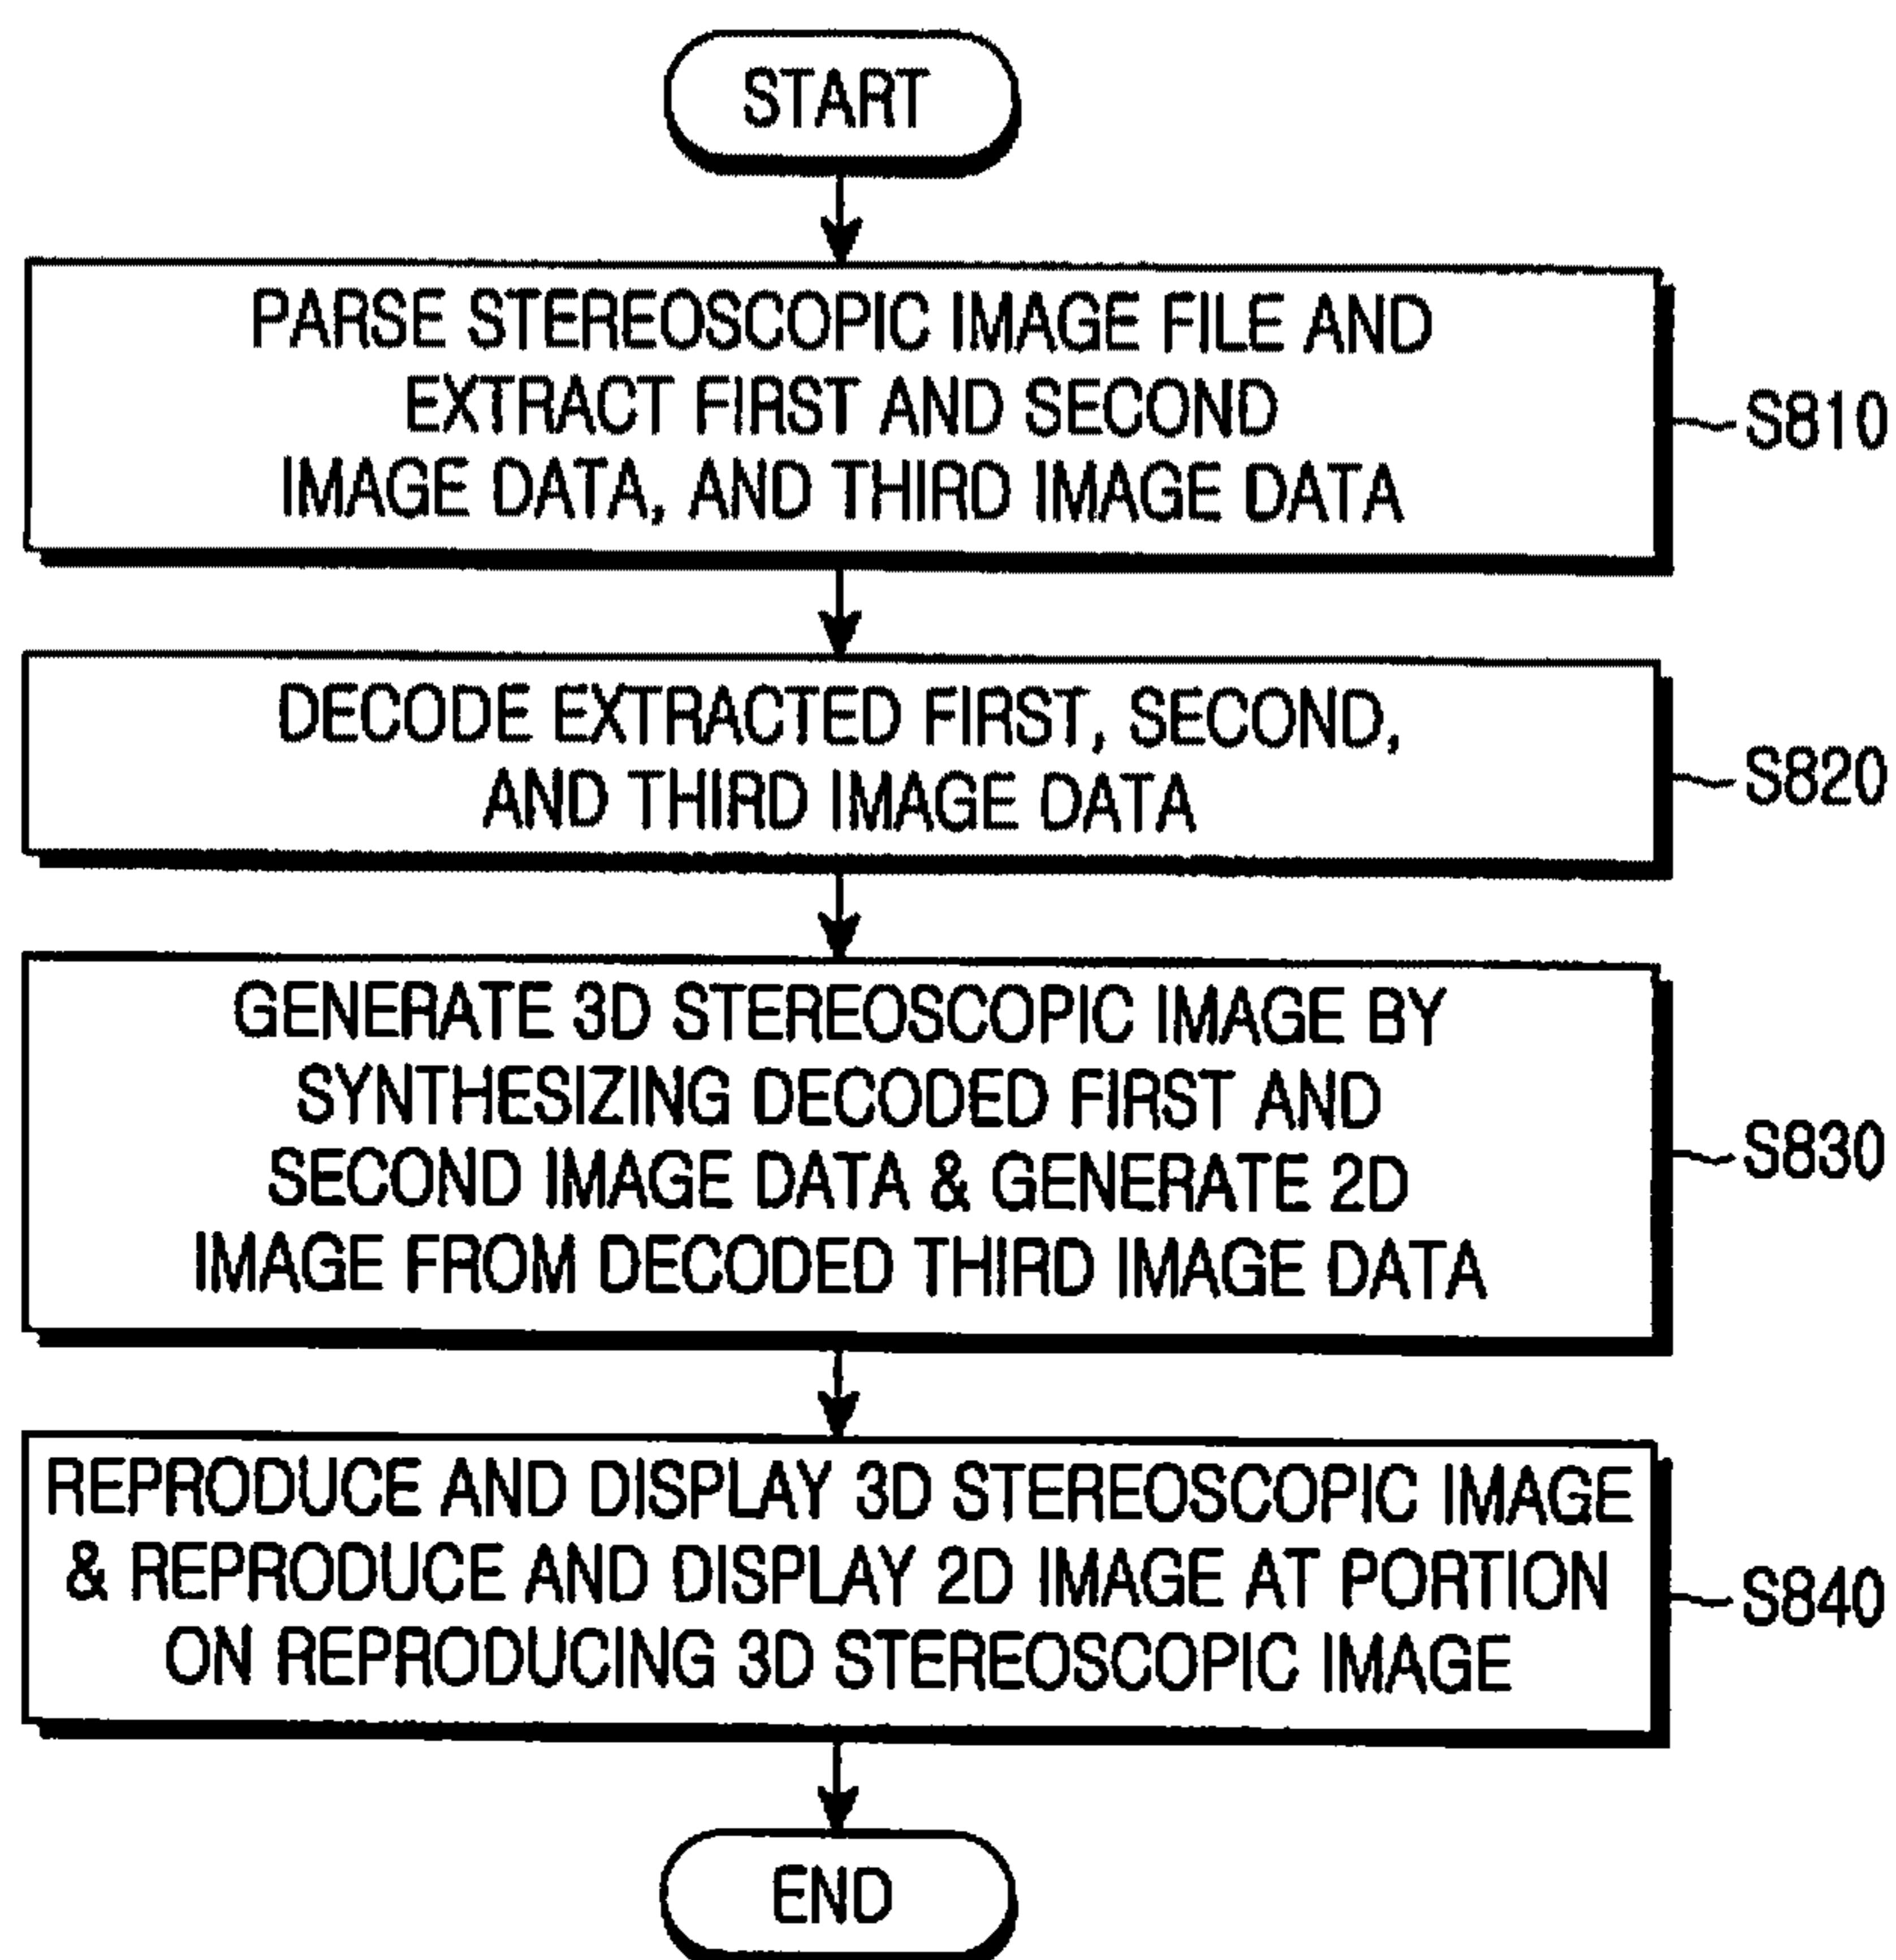 START
PARSE STEREOSCOPIC IMAGE FILE AND
EXTRACT FIRST AND SECOND
IMAGE DATA, AND THIRD IMAGE DATA
S810
DECODE EXTRACTED FIRST, SECOND,
AND THIRD IMAGE DATA
S820
GENERATE 3D STEREOSCOPIC IMAGE BY
SYNTHESIZING DECODED FIRST AND
SECOND IMAGE DATA & GENERATE 2D
IMAGE FROM DECODED THIRD IMAGE DATA
S830
REPRODUCE AND DISPLAY 3D STEREOSCOPIC IMAGE
& REPRODUCE AND DISPLAY 2D IMAGE AT PORTION
ON REPRODUCING 3D STEREOSCOPIC IMAGE
S840
END